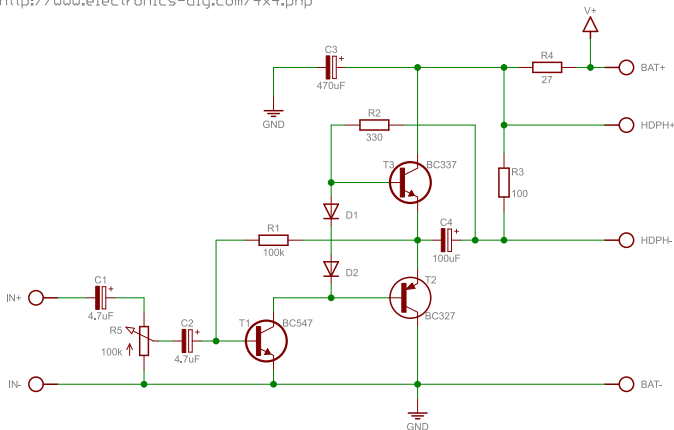 http://www.electronics-diy.com/4x4.php
V+
C3
+
470uF
R4
27
BAT+
GND
R2
330
HDPH+
T3
BC337
R3
100
D1
R1
100k
C4
+
100uF
HDPH-
D2
T2
BC327
IN+
C1
+
4.7uF
R5
100k
C2
+
4.7uF
T1
BC547
IN-
BAT-
GND